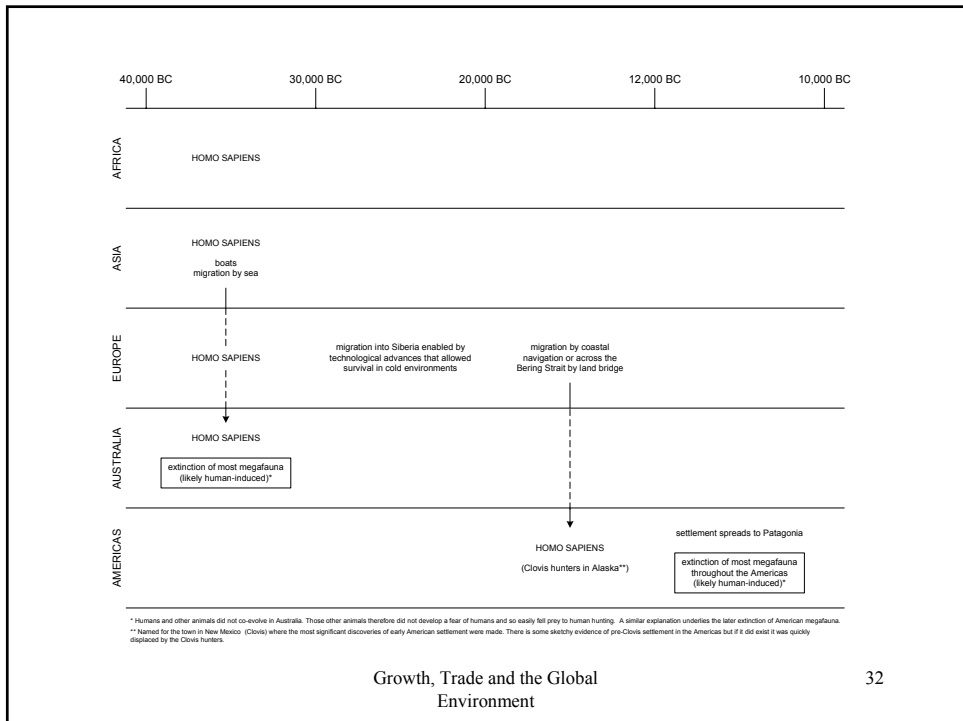 40,000 BC 30,000 BC 20,000 BC 12,000 BC 10,000 BC
AFRICA
HOMO SAPIENS
ASIA
HOMO SAPIENS
boats
migration by sea
EUROPE
HOMO SAPIENS
migration into Siberia enabled by
technological advances that allowed
survival in cold environments
migration by coastal
navigation or across the
Bering Strait by land bridge
AUSTRALIA
HOMO SAPIENS
extinction of most megafauna
(likely human-induced)*
AMERICAS
HOMO SAPIENS
(Clovis hunters in Alaska**)
settlement spreads to Patagonia
extinction of most megafauna
throughout the Americas
(likely human-induced)*
* Humans and other animals did not co-evolve in Australia. Those other animals therefore did not develop a fear of humans and so easily fell prey to human hunting. A similar explanation underlies the later extinction of American megafauna.
** Named for the town in New Mexico (Clovis) where the most significant discoveries of early American settlement were made. There is some sketchy evidence of pre-Clovis settlement in the Americas but if it did exist it was quickly
displaced by the Clovis hunters.
Growth, Trade and the Global
Environment
32